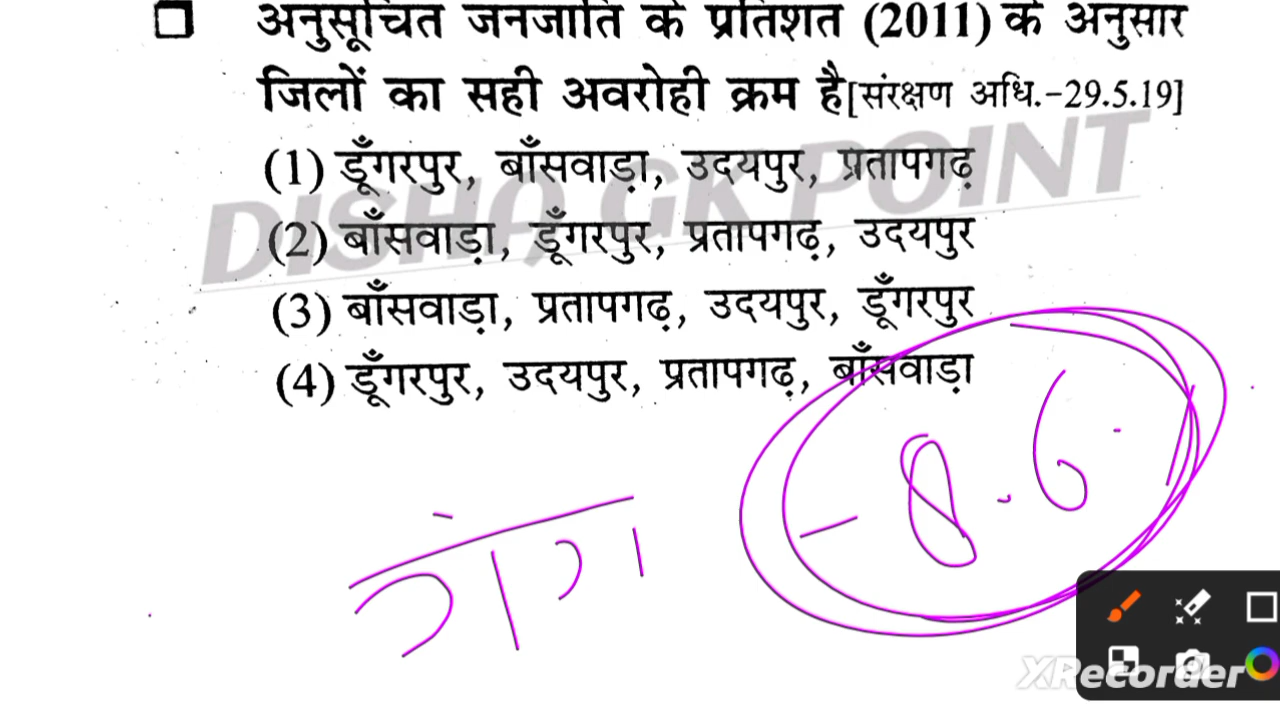 अनुसूचित जनजाति के प्रतिशत (2011) के अनुसार
जिलों का सही अवरोही क्रम है[संरक्षण अधि.-29.5.19]
(1) डूँगरपुर, बाँसवाड़ा, उदयपुर, प्रतापगढ़
(2) बाँसवाड़ा, डूँगरपुर, प्रतापगढ़, उदयपुर
(3) बाँसवाड़ा, प्रतापगढ़, उदयपुर, डूँगरपुर
(4) डूँगरपुर, उदयपुर, प्रतापगढ़, बाँसवाड़ा
DISHA GK POINT
- 8.6
XRecorder